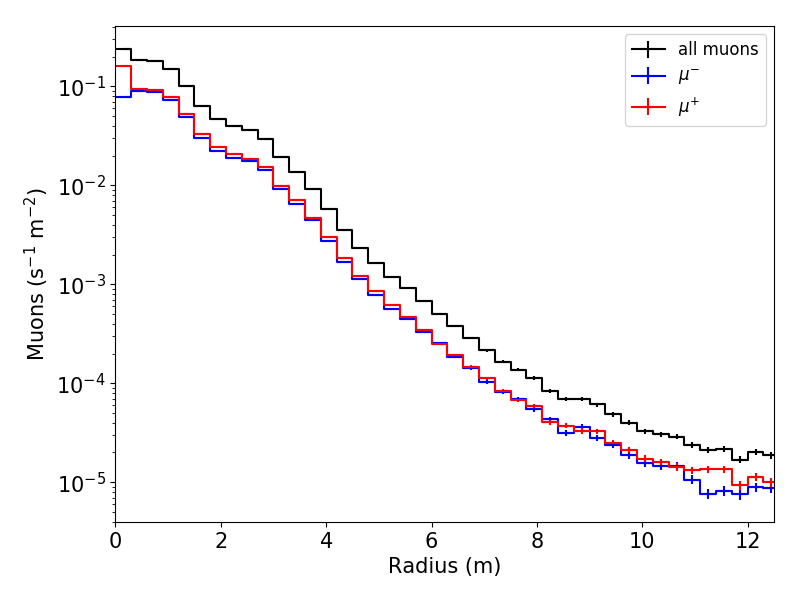 all muons
μ⁻
μ⁺
Muons (s⁻¹ m⁻²)
10⁻¹
10⁻²
10⁻³
10⁻⁴
10⁻⁵
0 2 4 6 8 10 12
Radius (m)